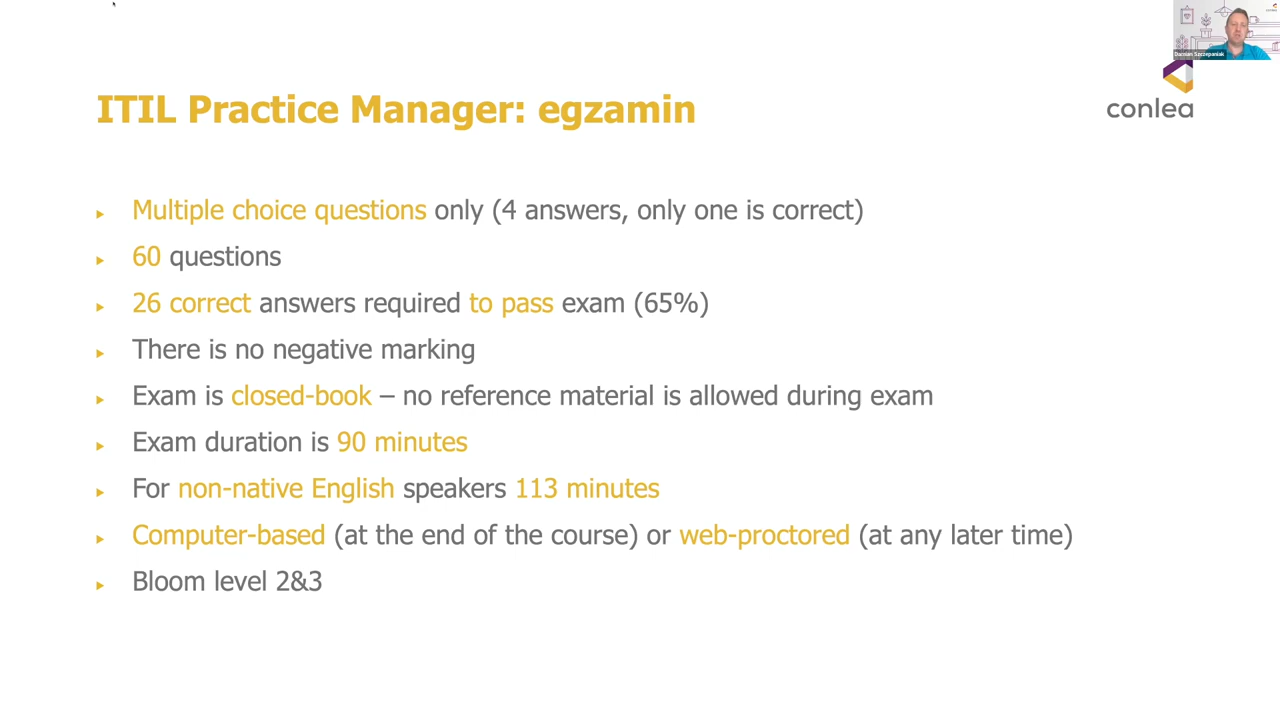 Damian Szczepaniak
conlea
ITIL Practice Manager: egzamin
Multiple choice questions only (4 answers, only one is correct)
60 questions
26 correct answers required to pass exam (65%)
There is no negative marking
Exam is closed-book – no reference material is allowed during exam
Exam duration is 90 minutes
For non-native English speakers 113 minutes
Computer-based (at the end of the course) or web-proctored (at any later time)
Bloom level 2&3